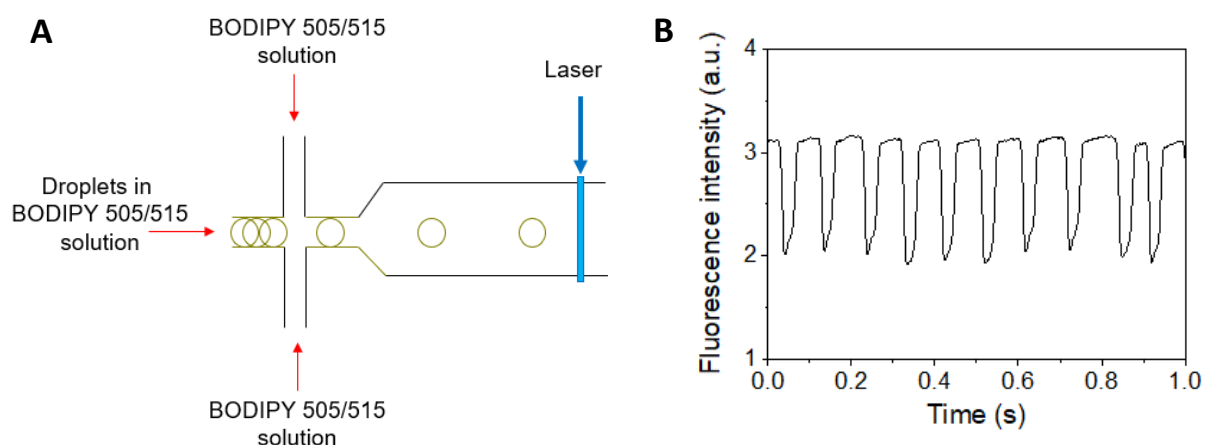 A
BODIPY 505/515
solution
Laser
Droplets in
BODIPY 505/515
solution
BODIPY 505/515
solution
B
Fluorescence intensity (a.u.)
4
3
2
1
0.0 0.2 0.4 0.6 0.8 1.0
Time (s)